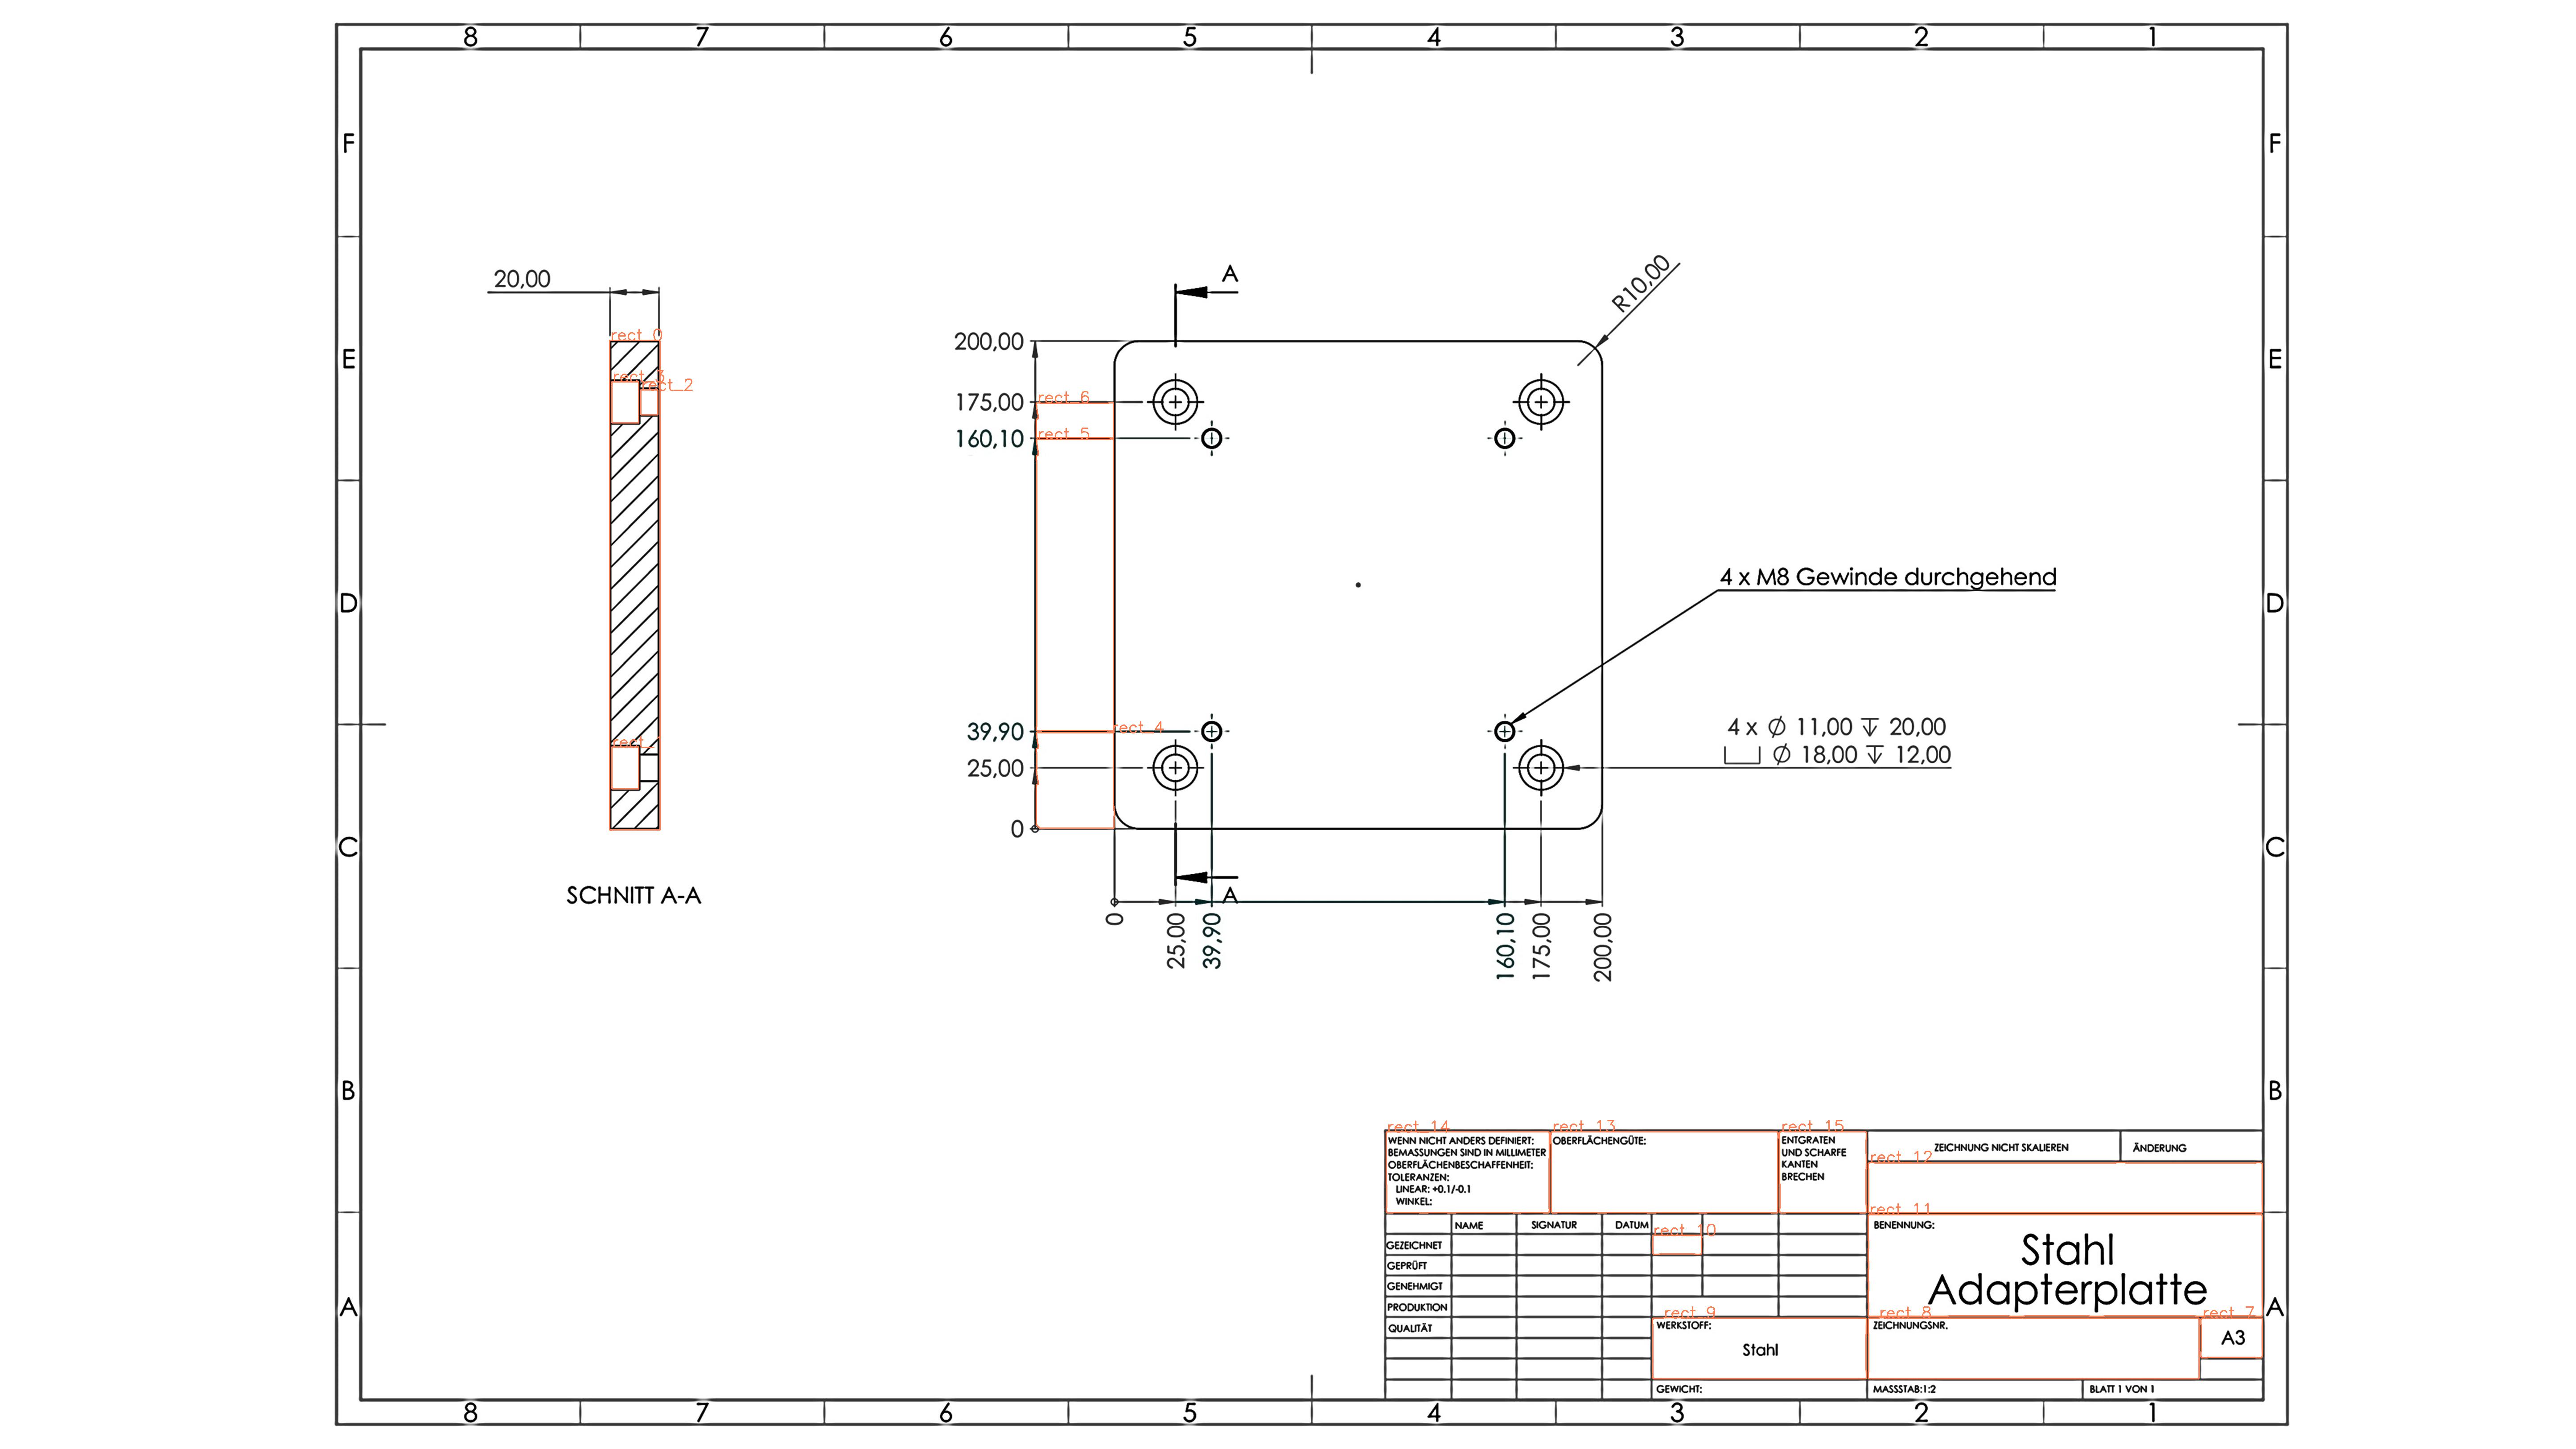 8 7 6 5 4 3 2 1
F F
E E
D D
C C
B B
A A
20,00
rect_0
rect_3
rect_2
rect_
SCHNITT A-A
A
R10,00
200,00
175,00 rect_6
160,10 rect_5
39,90 rect_4
25,00
0
A
0 25,00 39,90 160,10 175,00 200,00
4 x M8 Gewinde durchgehend
4 x ∅ 11,00 ↧ 20,00
⌴ ∅ 18,00 ↧ 12,00
rect_14 rect_13 rect_15
WENN NICHT ANDERS DEFINIERT:
BEMASSUNGEN SIND IN MILLIMETER
OBERFLÄCHENBESCHAFFENHEIT:
TOLERANZEN:
LINEAR: +0.1/-0.1
WINKEL:
OBERFLÄCHENGÜTE:
ENTGRATEN
UND SCHARFE
KANTEN
BRECHEN
ZEICHNUNG NICHT SKALIEREN
ÄNDERUNG
rect_12
rect_11
NAME SIGNATUR DATUM
rect_10
GEZEICHNET
GEPRÜFT
GENEHMIGT
PRODUKTION
QUALITÄT
BENENNUNG:
Stahl
Adapterplatte
rect_9 rect_8 rect_7
WERKSTOFF:
Stahl
ZEICHNUNGSNR.
A3
GEWICHT:
MASSSTAB:1:2
BLATT 1 VON 1
8 7 6 5 4 3 2 1